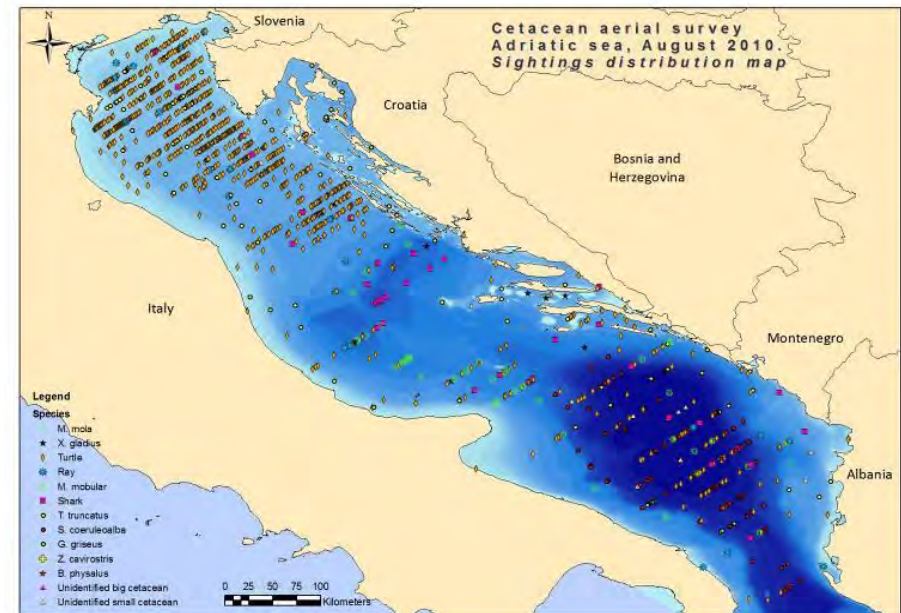 N
Cetacean aerial survey
Adriatic sea, August 2010.
Sightings distribution map
Slovenia
Croatia
Bosnia and
Herzegovina
Italy
Montenegro
Albania
Legend
Species
M. mola
X. gladius
Turtle
Ray
M. mobular
Shark
T. truncatus
S. coeruleoalba
G. griseus
Z. cavirostris
B. physalus
Unidentified big cetacean
Unidentified small cetacean
0 25 50 75 100
Kilometers